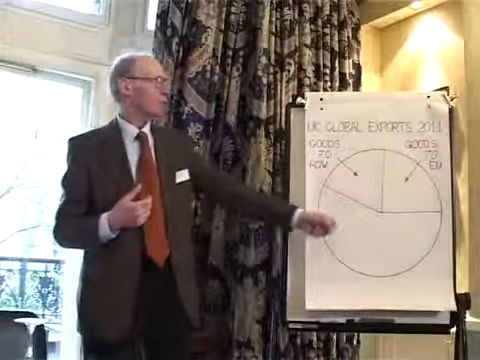 UK GLOBAL EXPORTS 2011
GOODS
TO
ROW
GOODS
TO
EU